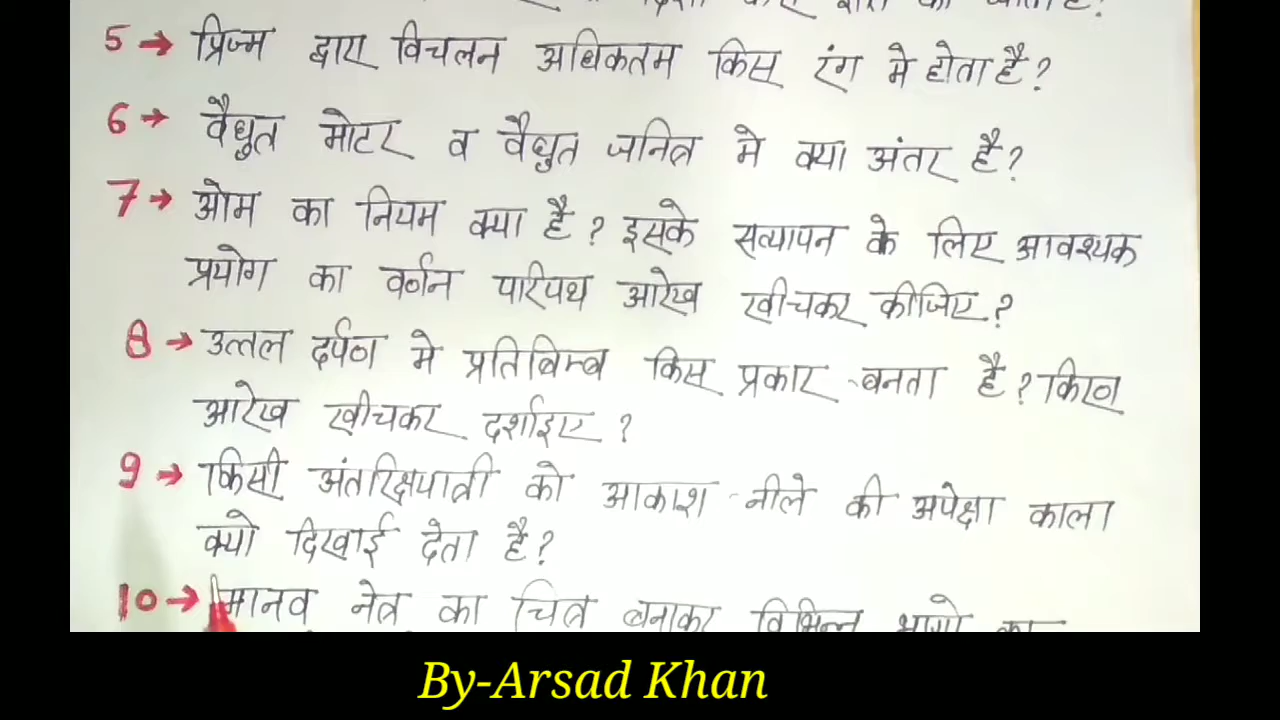 5→ प्रिज्म द्वारा विचलन अधिकतम किस रंग मे होता है?
6→ वैधुत मोटर व वैधुत जनित्र मे क्या अंतर है?
7→ ओम का नियम क्या है? इसके सत्यापन के लिए आवश्यक
प्रयोग का वर्णन परिपथ आरेख खीचकर कीजिए?
8→ उत्तल दर्पण मे प्रतिबिम्ब किस प्रकार बनता है? किरण
आरेख खीचकर दर्शाइए?
9→ किसी अंतरिक्षयात्री को आकाश नीले की अपेक्षा काला
क्यो दिखाई देता है?
10→ मानव नेत्र का चित्र बनाकर विभिन्न भागो का
By-Arsad Khan